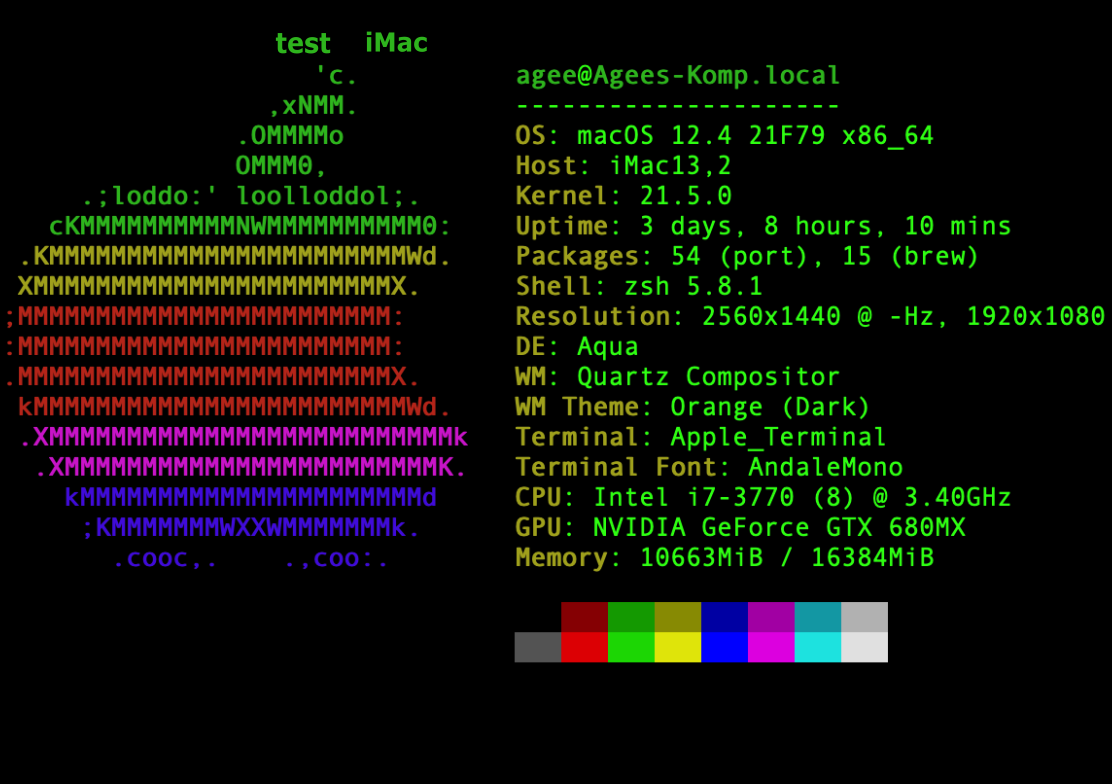 test iMac
'c.
,xNMM.
.OMMMMo
OMMM0,
.;loddo:' loolloddol;.
cKMMMMMMMMMMNWMMMMMMMMMM0:
.KMMMMMMMMMMMMMMMMMMMMMMMWd.
XMMMMMMMMMMMMMMMMMMMMMMMX.
;MMMMMMMMMMMMMMMMMMMMMMMM:
:MMMMMMMMMMMMMMMMMMMMMMMM:
.MMMMMMMMMMMMMMMMMMMMMMMMX.
kMMMMMMMMMMMMMMMMMMMMMMMMWd.
.XMMMMMMMMMMMMMMMMMMMMMMMMMMk
.XMMMMMMMMMMMMMMMMMMMMMMMMK.
kMMMMMMMMMMMMMMMMMMMMMMd
;KMMMMMMMWXXWMMMMMMMk.
.cooc,. .,coo:.
agee@Agees-Komp.local
---------------------
OS: macOS 12.4 21F79 x86_64
Host: iMac13,2
Kernel: 21.5.0
Uptime: 3 days, 8 hours, 10 mins
Packages: 54 (port), 15 (brew)
Shell: zsh 5.8.1
Resolution: 2560x1440 @ -Hz, 1920x1080
DE: Aqua
WM: Quartz Compositor
WM Theme: Orange (Dark)
Terminal: Apple_Terminal
Terminal Font: AndaleMono
CPU: Intel i7-3770 (8) @ 3.40GHz
GPU: NVIDIA GeForce GTX 680MX
Memory: 10663MiB / 16384MiB